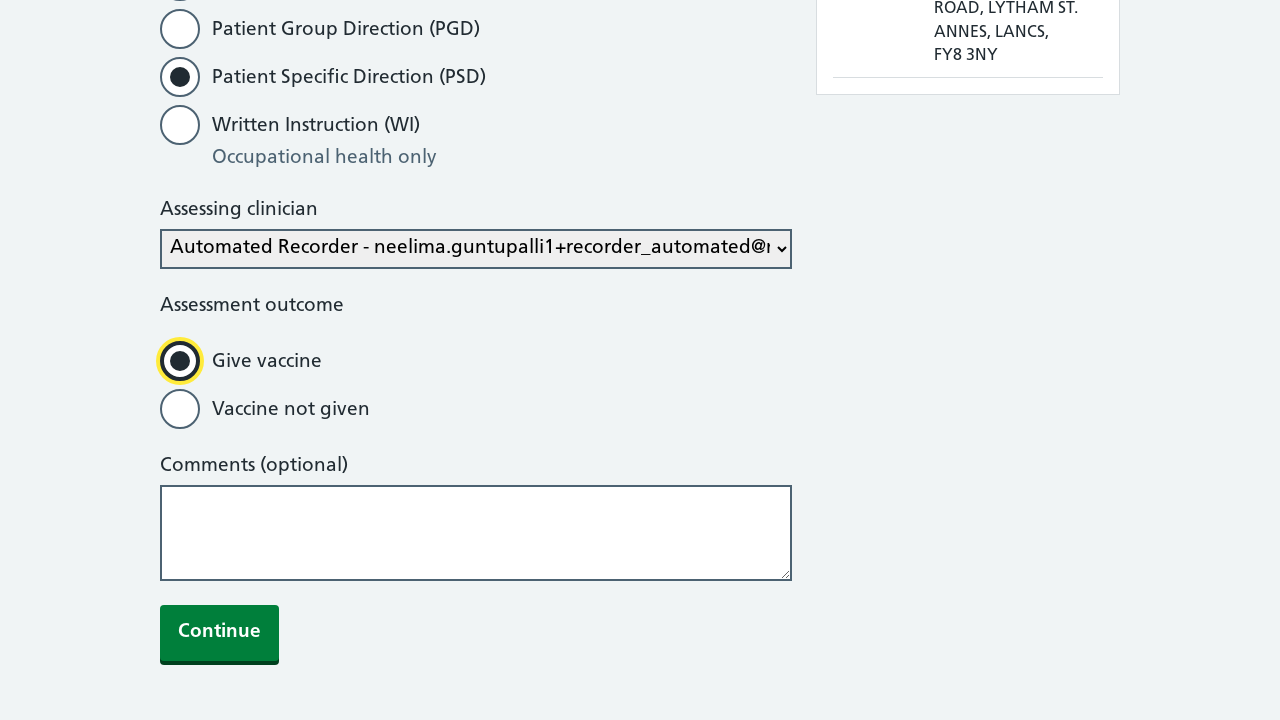 Patient Group Direction (PGD)
Patient Specific Direction (PSD)
Written Instruction (WI)
Occupational health only
Assessing clinician
Automated Recorder - neelima.guntupalli1+recorder_automated@
Assessment outcome
Give vaccine
Vaccine not given
Comments (optional)
Continue
ROAD, LYTHAM ST.
ANNES, LANCS,
FY8 3NY